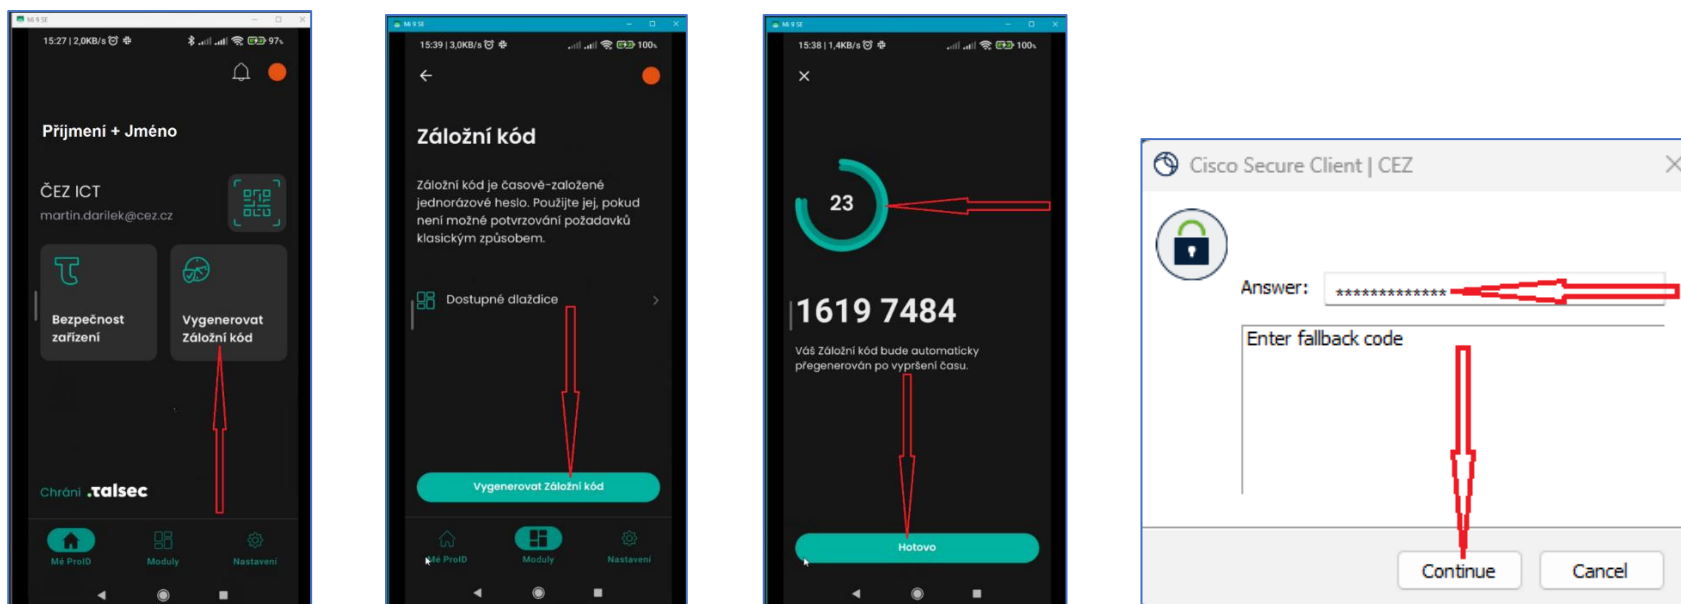 Mi 9 SE
15:27 | 2,0KB/s
97%
Příjmení + Jméno
ČEZ ICT
martin.darilek@cez.cz
Bezpečnost
zařízení
Vygenerovat
Záložní kód
Chrání .talsec
Mé ProID
Moduly
Nastavení
Mi 9 SE
15:39 | 3,0KB/s
100%
Záložní kód
Záložní kód je časově-založené
jednorázové heslo. Použijte jej, pokud
není možné potvrzování požadavků
klasickým způsobem.
Dostupné dlaždice
Vygenerovat Záložní kód
Mé ProID
Moduly
Nastavení
Mi 9 SE
15:38 | 1,4KB/s
100%
23
1619 7484
Váš Záložní kód bude automaticky
přegenerován po vypršení času.
Hotovo
Cisco Secure Client | CEZ
Answer:
*************
Enter fallback code
Continue
Cancel